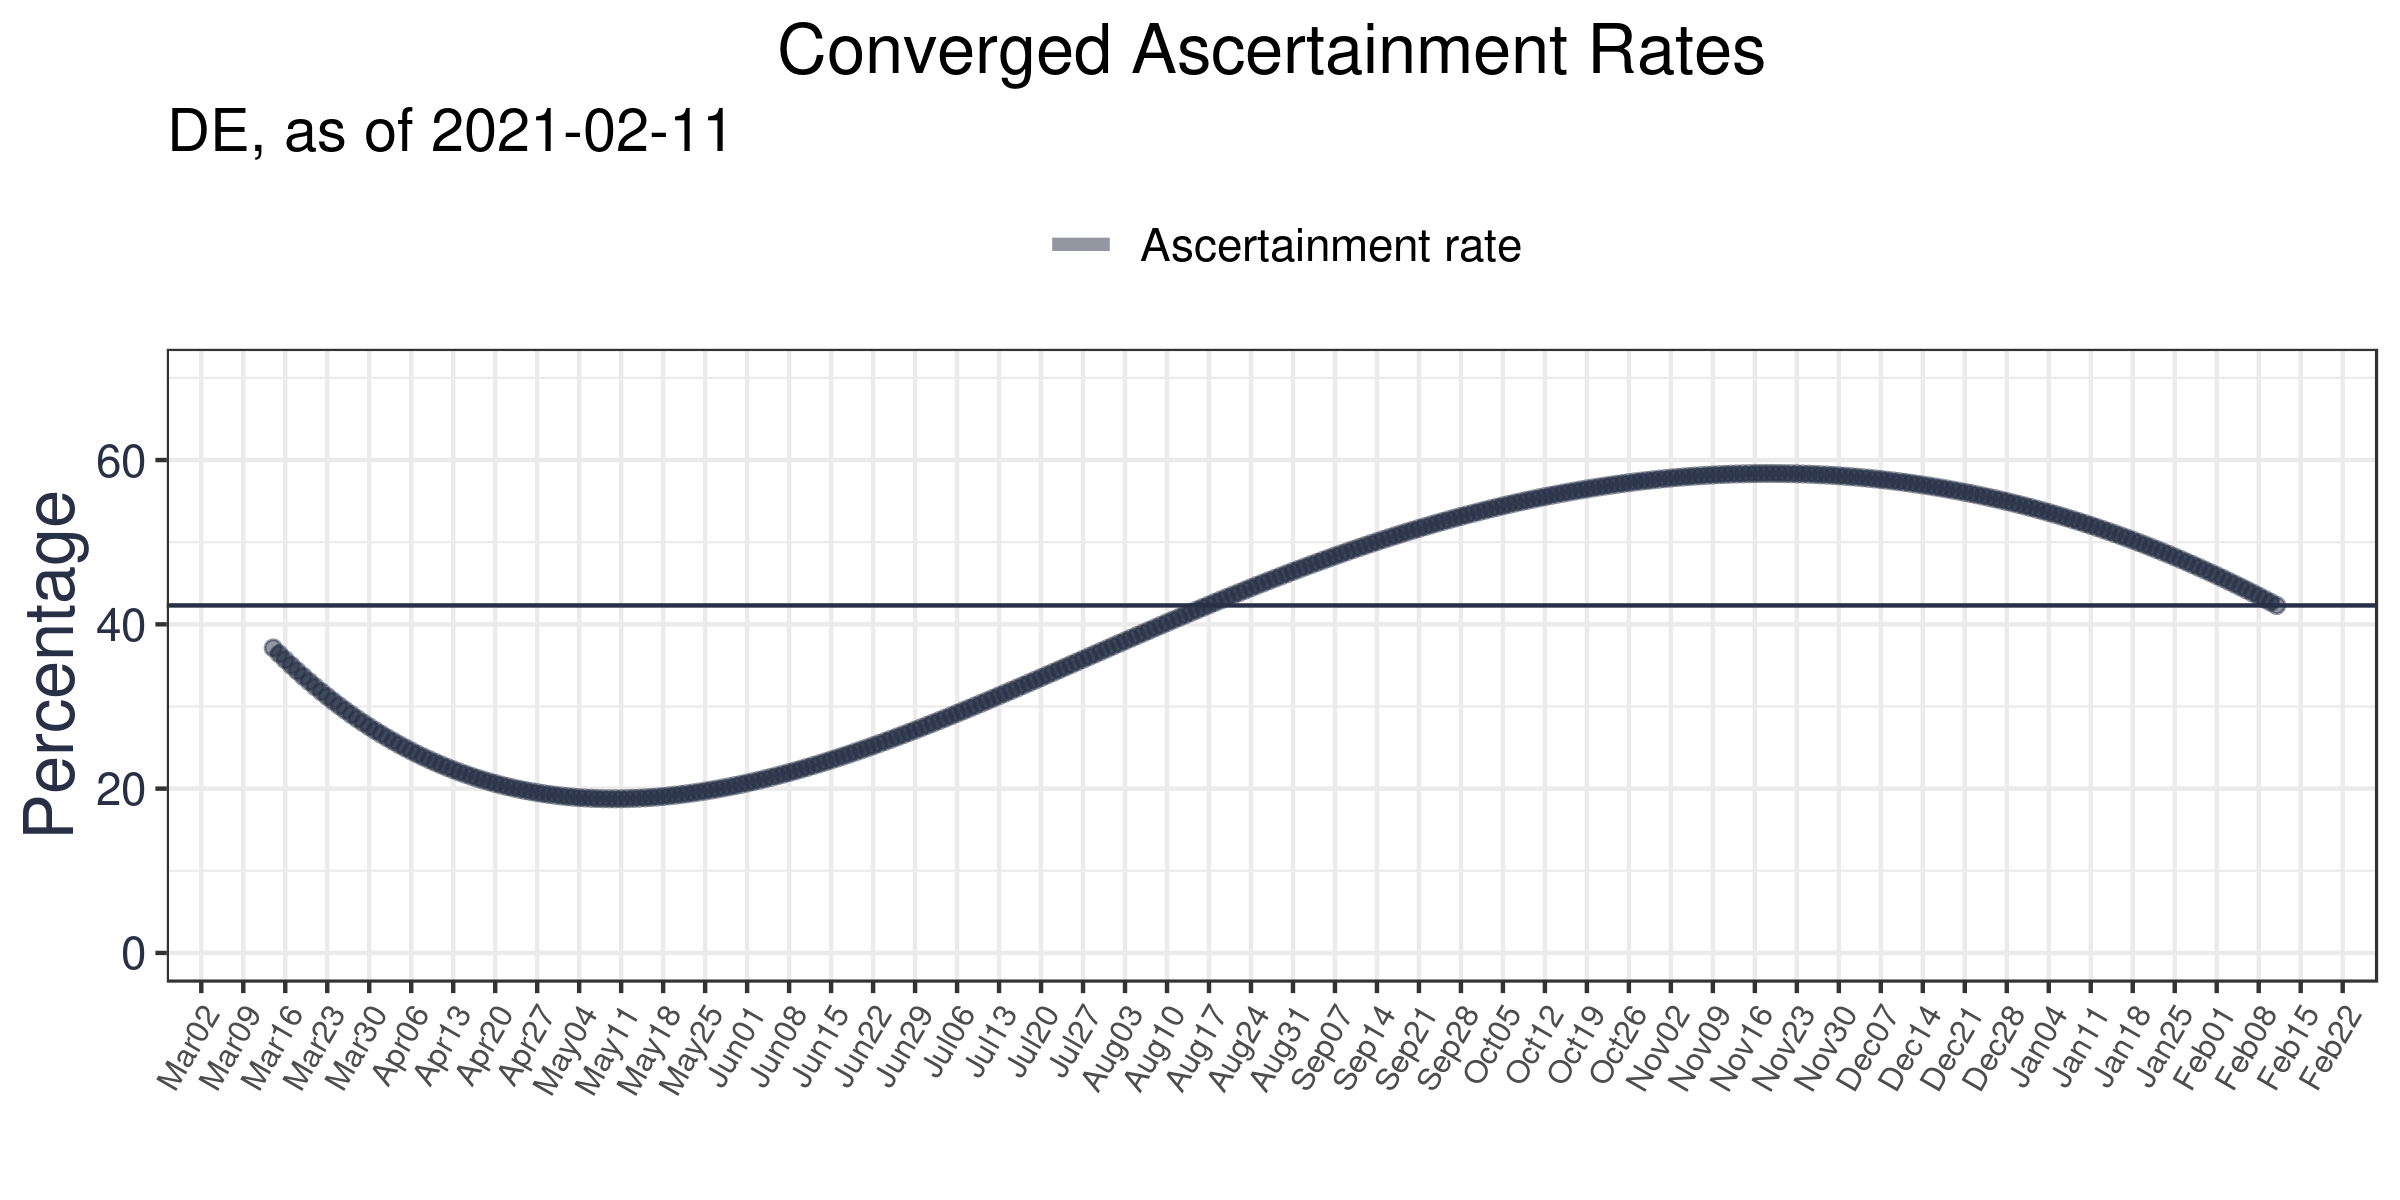 Converged Ascertainment Rates
DE, as of 2021-02-11
Ascertainment rate
Percentage
60
40
20
0
Mar02
Mar09
Mar16
Mar23
Mar30
Apr06
Apr13
Apr20
Apr27
May04
May11
May18
May25
Jun01
Jun08
Jun15
Jun22
Jun29
Jul06
Jul13
Jul20
Jul27
Aug03
Aug10
Aug17
Aug24
Aug31
Sep07
Sep14
Sep21
Sep28
Oct05
Oct12
Oct19
Oct26
Nov02
Nov09
Nov16
Nov23
Nov30
Dec07
Dec14
Dec21
Dec28
Jan04
Jan11
Jan18
Jan25
Feb01
Feb08
Feb15
Feb22